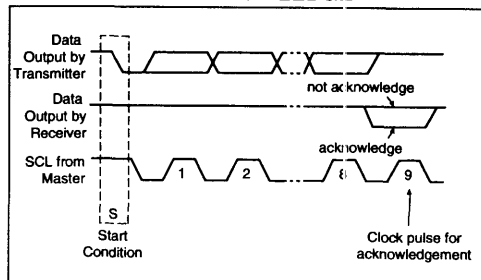 Data
Output by
Transmitter
not acknowledge
Data
Output by
Receiver
acknowledge
SCL from
Master
1
2
8
9
S
Start
Condition
Clock pulse for
acknowledgement